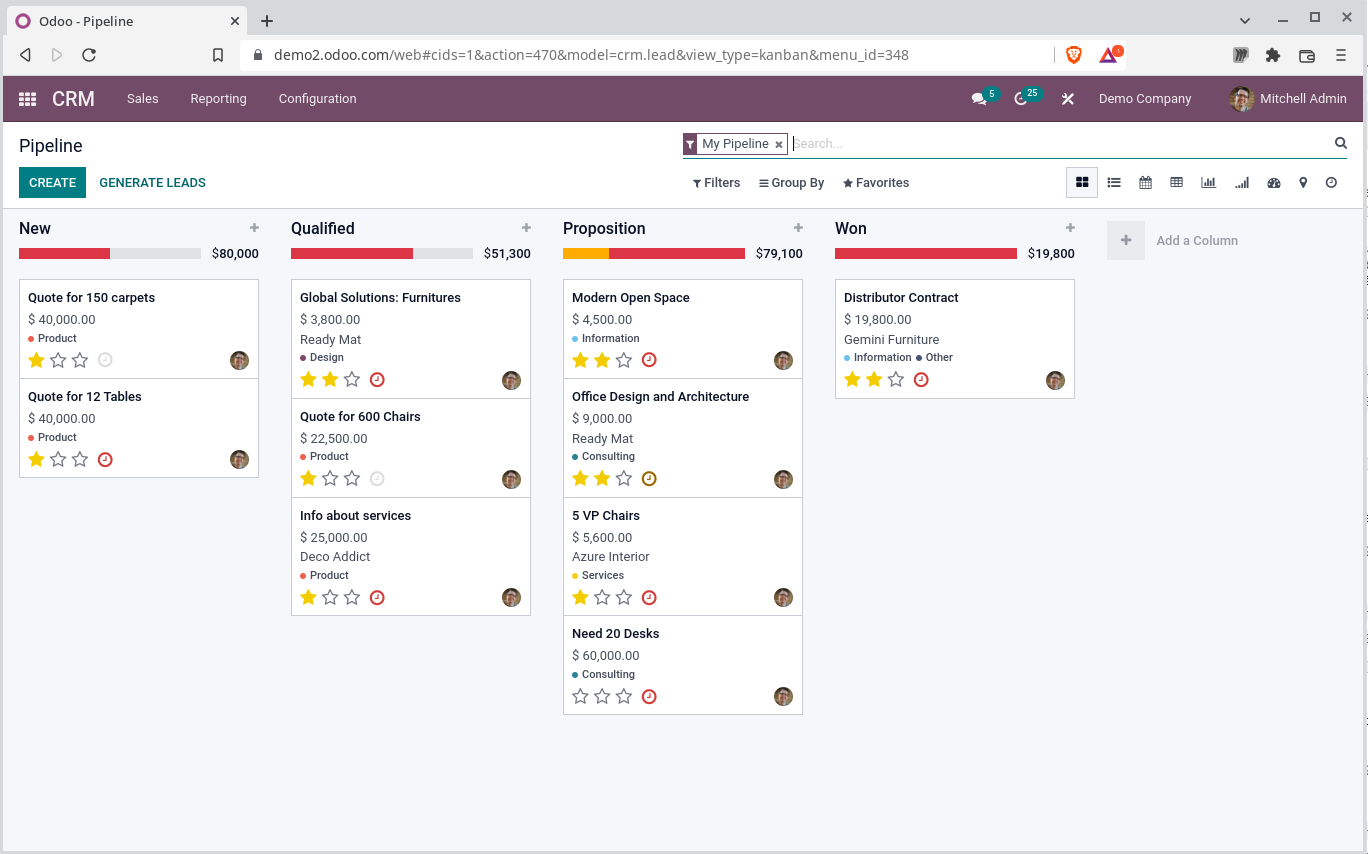 Odoo - Pipeline
demo2.odoo.com/web#cids=1&action=470&model=crm.lead&view_type=kanban&menu_id=348
1
CRM Sales Reporting Configuration 5 25 Demo Company Mitchell Admin
Pipeline My Pipeline Search...
CREATE GENERATE LEADS Filters Group By Favorites
New
$80,000
Quote for 150 carpets
$ 40,000.00
Product
Quote for 12 Tables
$ 40,000.00
Product
Qualified
$51,300
Global Solutions: Furnitures
$ 3,800.00
Ready Mat
Design
Quote for 600 Chairs
$ 22,500.00
Product
Info about services
$ 25,000.00
Deco Addict
Product
Proposition
$79,100
Modern Open Space
$ 4,500.00
Information
Office Design and Architecture
$ 9,000.00
Ready Mat
Consulting
5 VP Chairs
$ 5,600.00
Azure Interior
Services
Need 20 Desks
$ 60,000.00
Consulting
Won
$19,800
Distributor Contract
$ 19,800.00
Gemini Furniture
Information Other
Add a Column